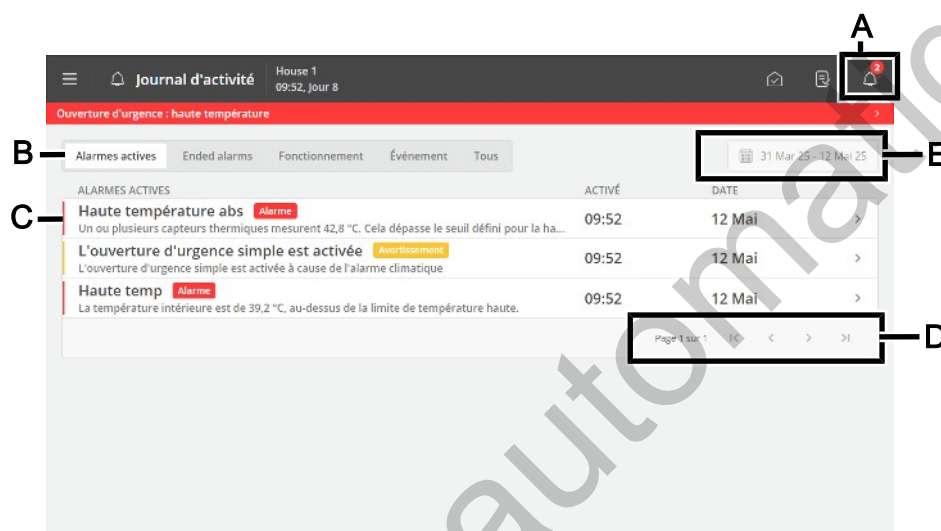 A
2
Journal d'activité
House 1
09:52, Jour 8
Ouverture d'urgence : haute température
B
Alarmes actives Ended alarms Fonctionnement Événement Tous
31 Mar 25 - 12 Mai 25
E
ALARMES ACTIVES ACTIVÉ DATE
C
Haute température abs Alarme
Un ou plusieurs capteurs thermiques mesurent 42,8 °C. Cela dépasse le seuil défini pour la ha...
09:52 12 Mai
L'ouverture d'urgence simple est activée Avertissement
L'ouverture d'urgence simple est activée à cause de l'alarme climatique
09:52 12 Mai
Haute temp Alarme
La température intérieure est de 39,2 °C, au-dessus de la limite de température haute.
09:52 12 Mai
Page 1 sur 1
D
automatic